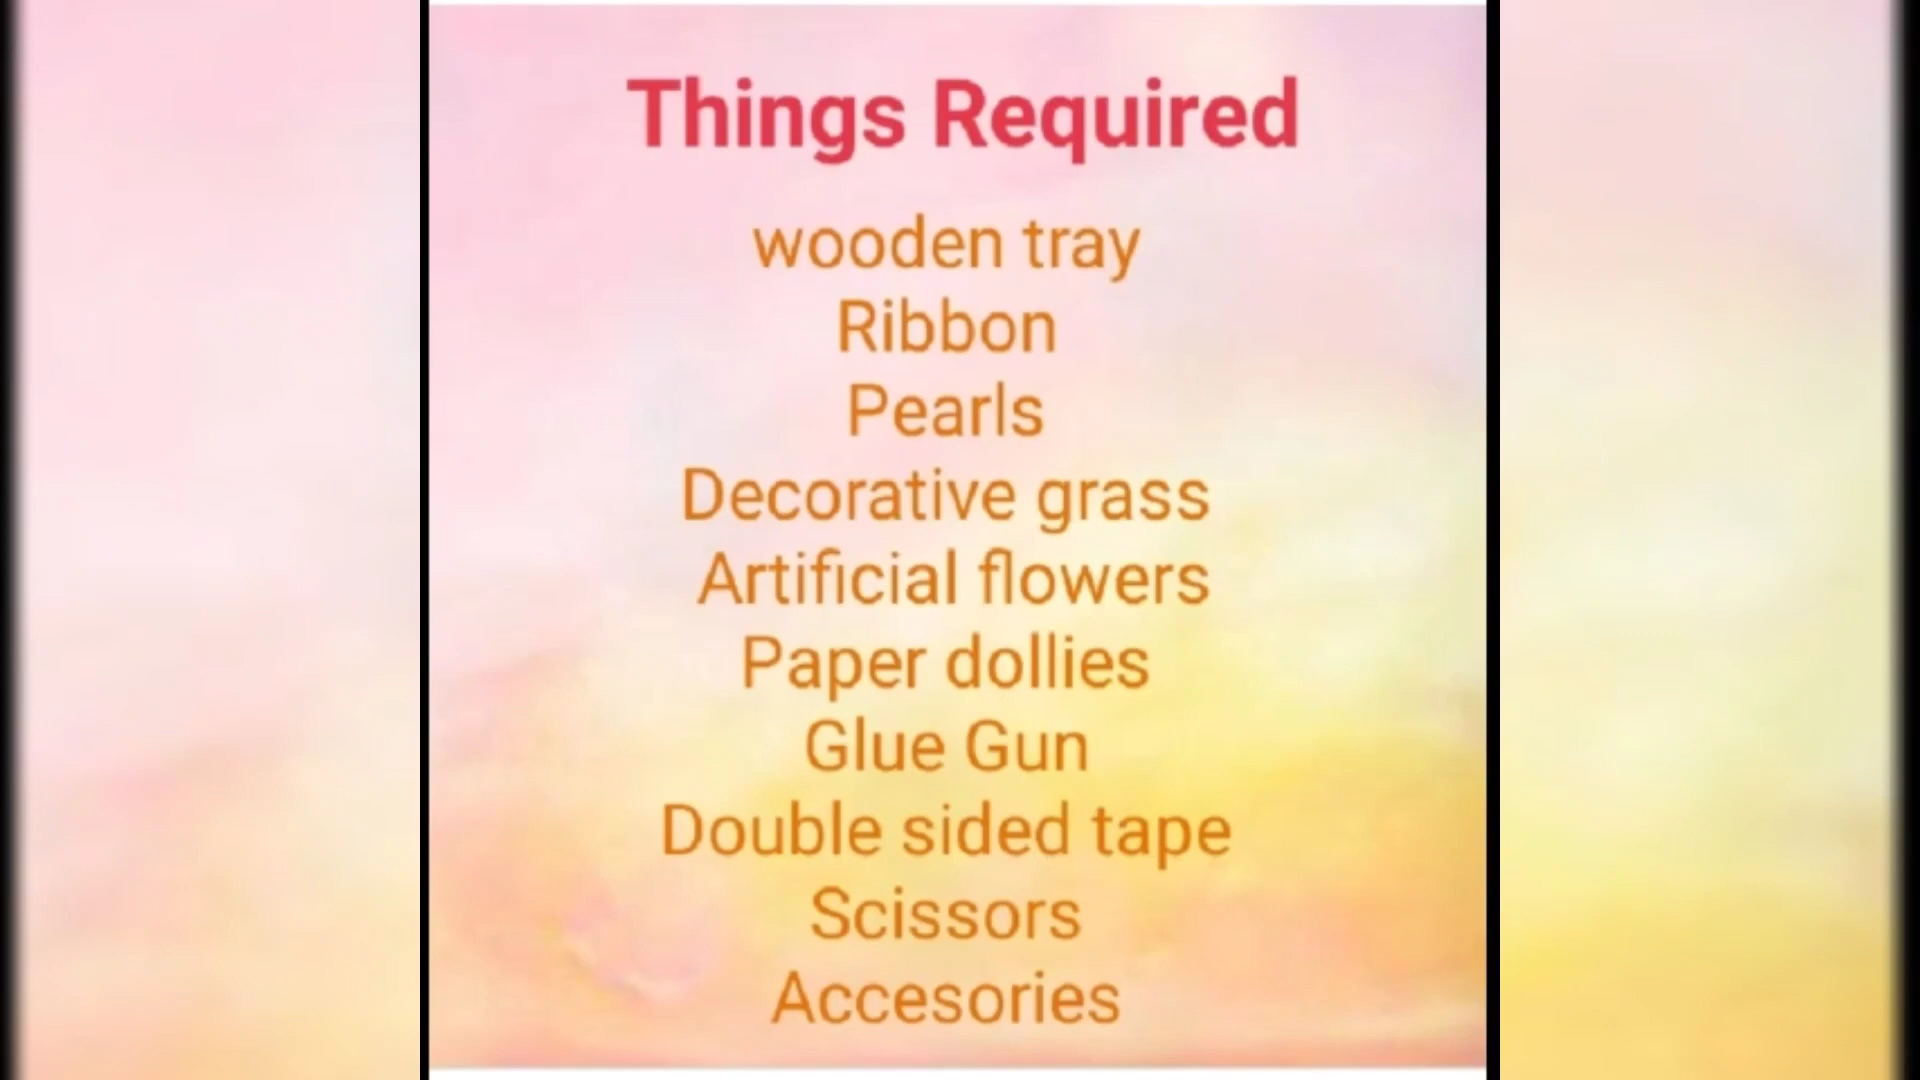 Things Required
wooden tray
Ribbon
Pearls
Decorative grass
Artificial flowers
Paper dollies
Glue Gun
Double sided tape
Scissors
Accesories